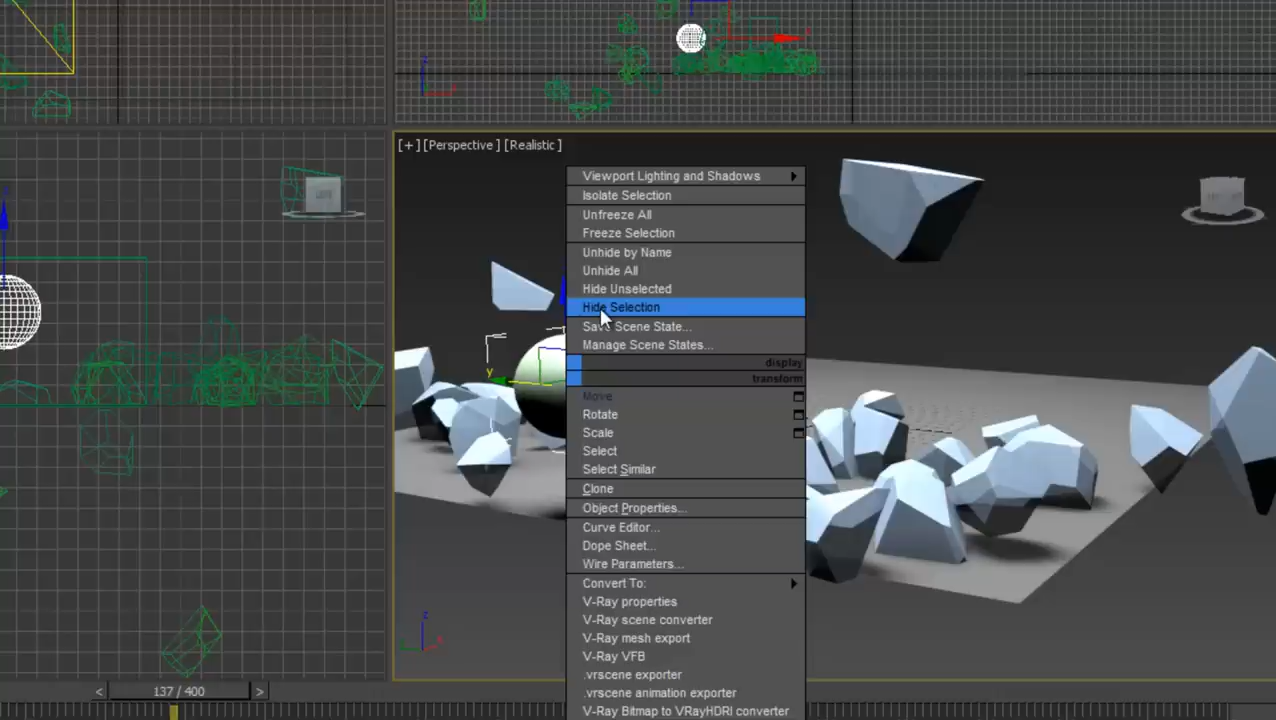 [+] [Perspective ] [Realistic ]
Viewport Lighting and Shadows
Isolate Selection
Unfreeze All
Freeze Selection
Unhide by Name
Unhide All
Hide Unselected
Hide Selection
Save Scene State...
Manage Scene States...
display
transform
Move
Rotate
Scale
Select
Select Similar
Clone
Object Properties...
Curve Editor...
Dope Sheet...
Wire Parameters...
Convert To:
V-Ray properties
V-Ray scene converter
V-Ray mesh export
V-Ray VFB
.vrscene exporter
.vrscene animation exporter
V-Ray Bitmap to VRayHDRI converter
y
z
z
< 137 / 400 >